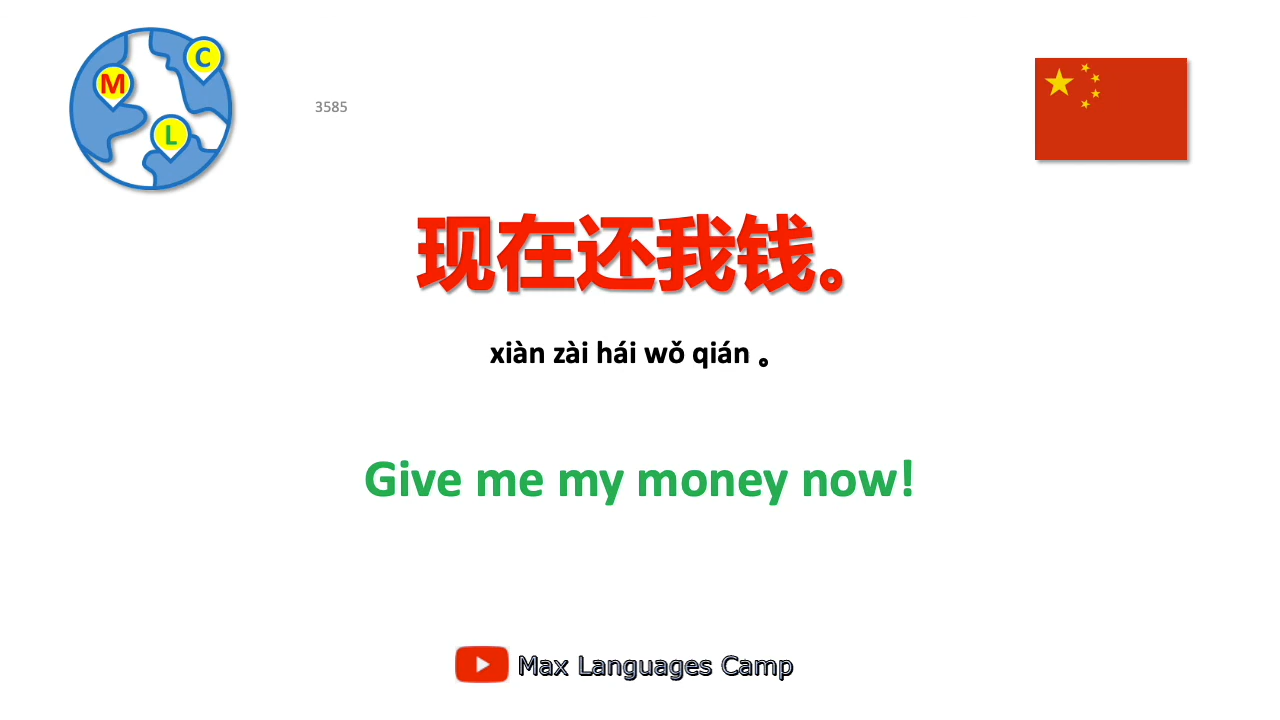 C
M
L
3585
现在还我钱。
xiàn zài hái wǒ qián 。
Give me my money now!
Max Languages Camp